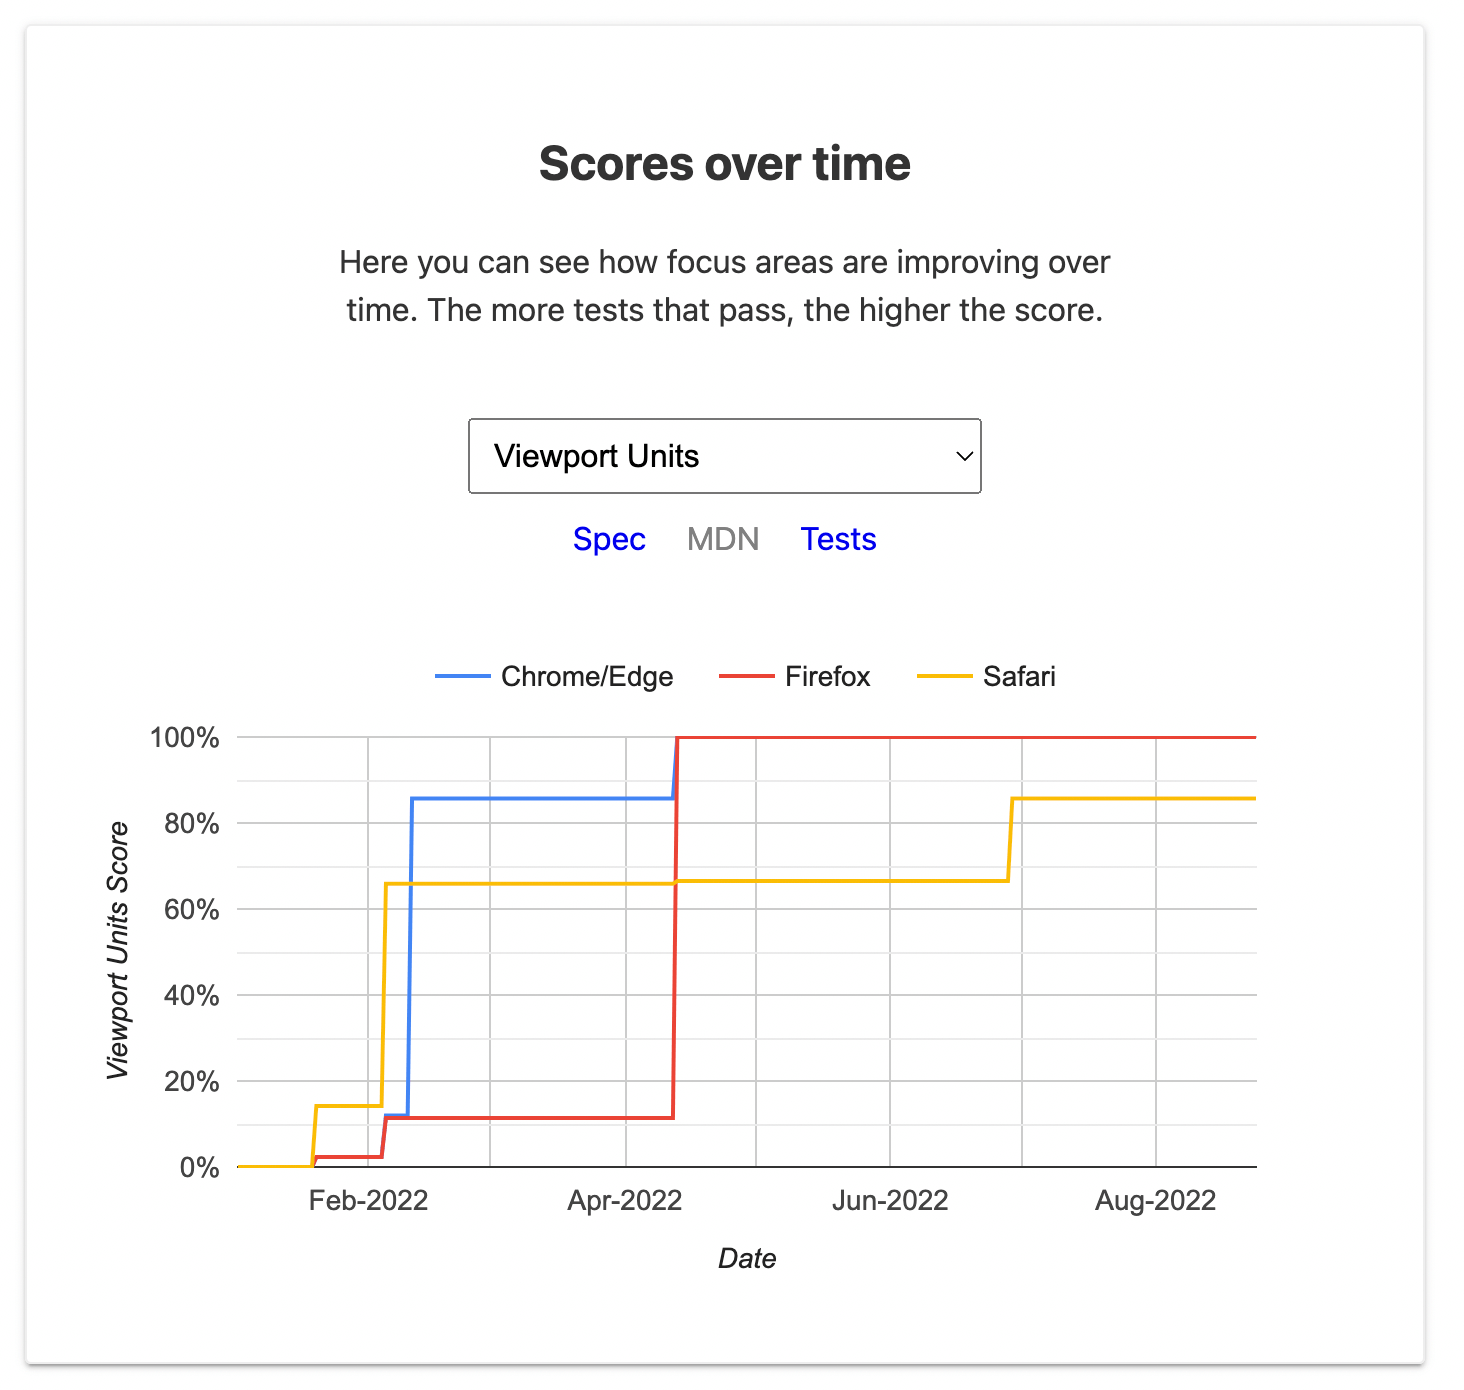 Scores over time
Here you can see how focus areas are improving over
time. The more tests that pass, the higher the score.
Viewport Units
Spec MDN Tests
Chrome/Edge Firefox Safari
Viewport Units Score
100%
80%
60%
40%
20%
0%
Feb-2022 Apr-2022 Jun-2022 Aug-2022
Date